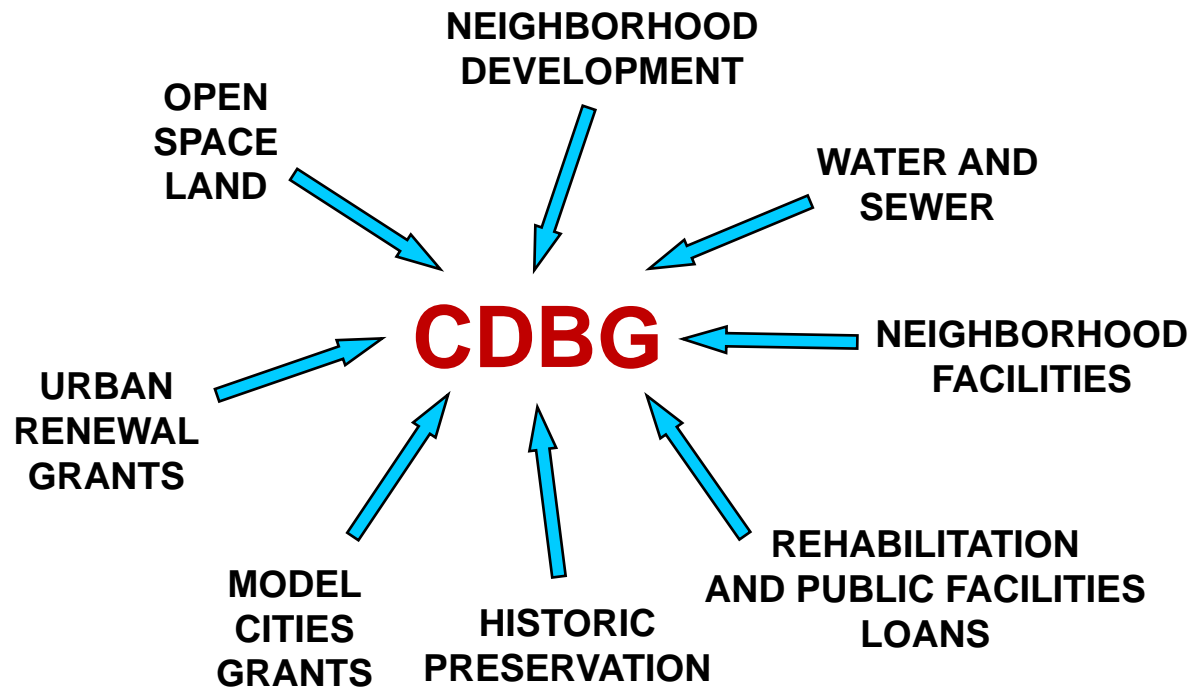 NEIGHBORHOOD
DEVELOPMENT
OPEN
SPACE
LAND
WATER AND
SEWER
CDBG
NEIGHBORHOOD
FACILITIES
URBAN
RENEWAL
GRANTS
REHABILITATION
AND PUBLIC FACILITIES
LOANS
MODEL
CITIES
GRANTS
HISTORIC
PRESERVATION